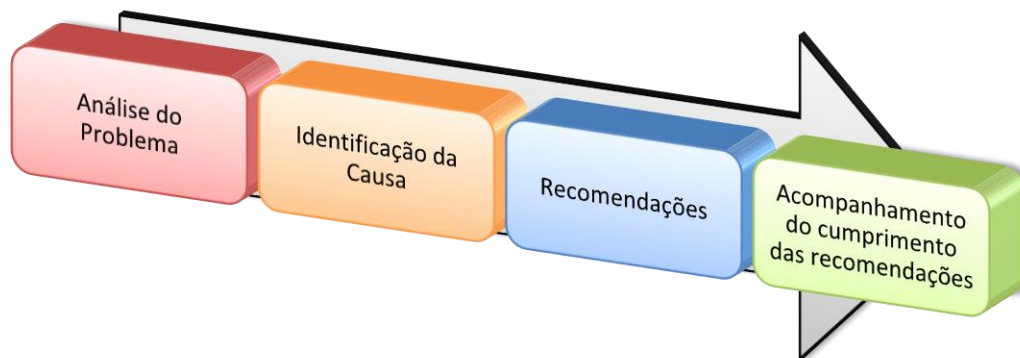 Análise do
Problema
Identificação da
Causa
Recomendações
Acompanhamento
do cumprimento
das recomendações